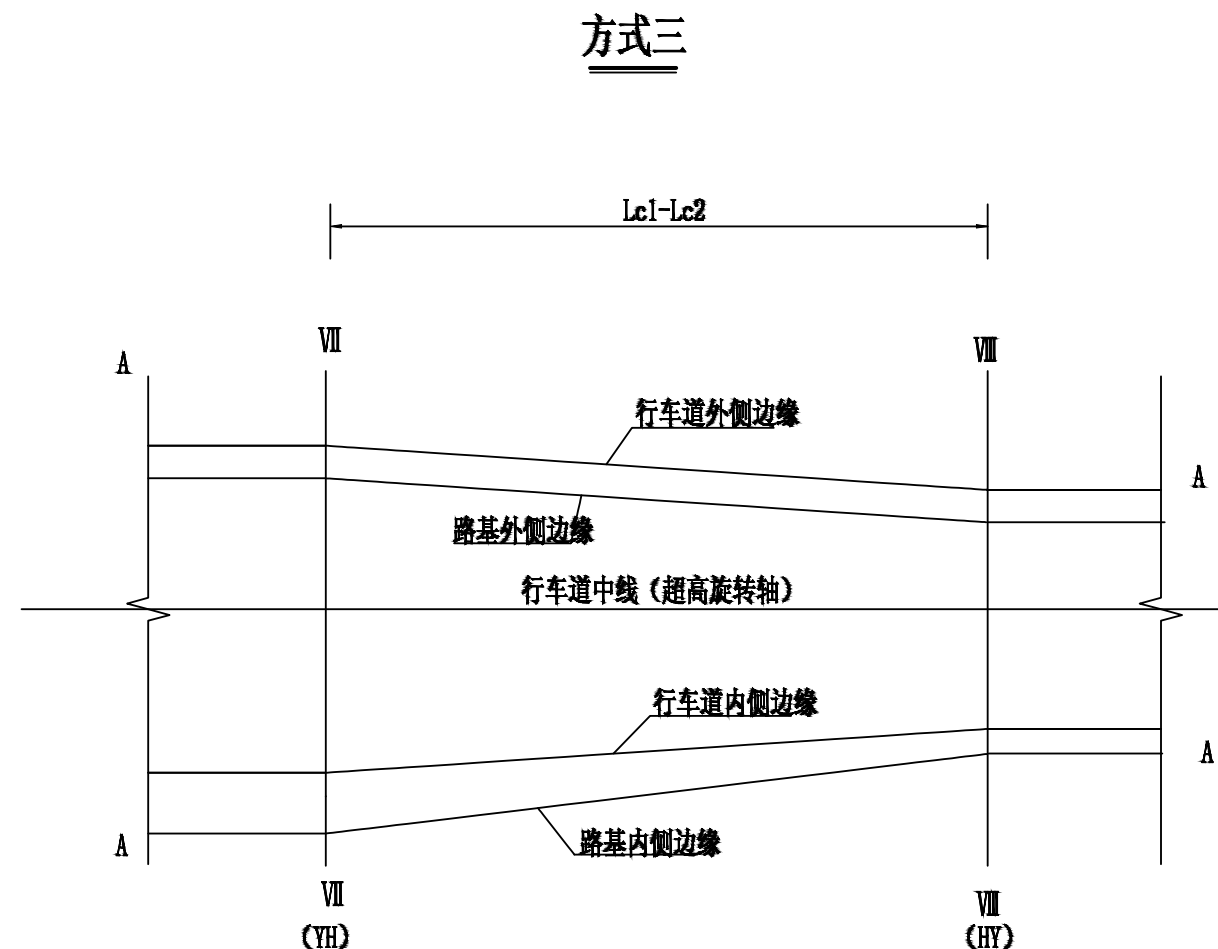 方式三
Lc1-Lc2
Ⅶ
Ⅷ
A
行车道外侧边缘
A
路基外侧边缘
行车道中线（超高旋转轴）
行车道内侧边缘
A
A
路基内侧边缘
Ⅶ
Ⅷ
(YH)
(HY)